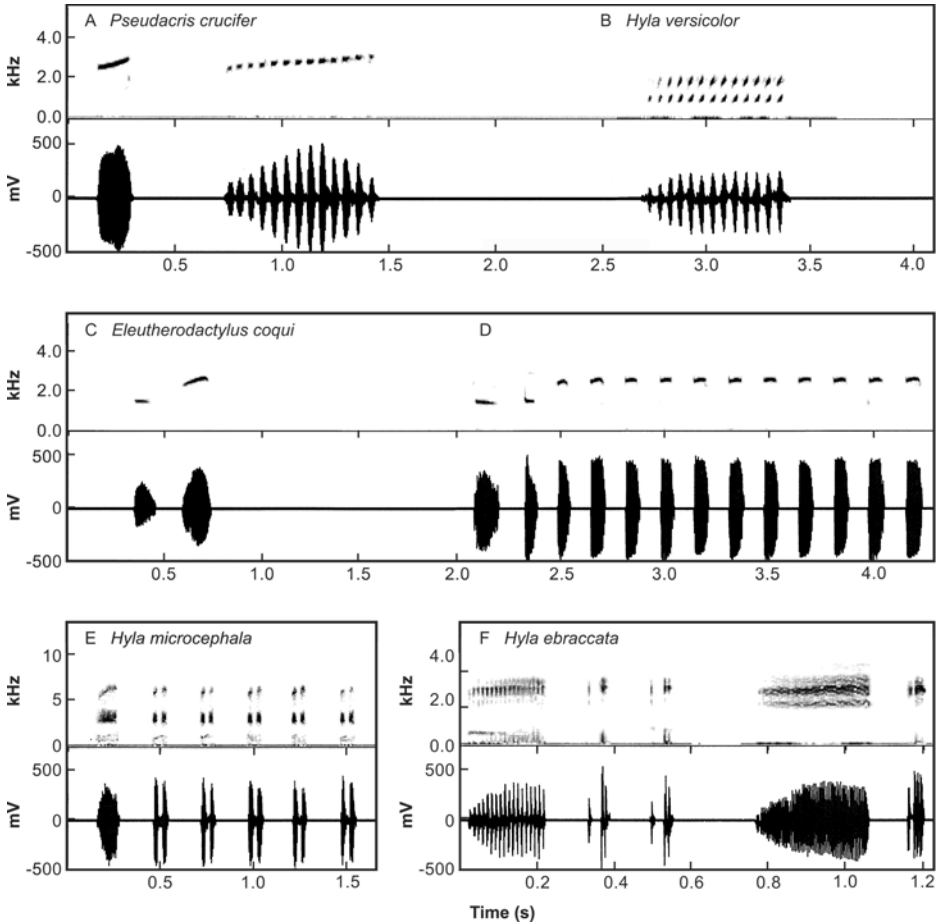 A Pseudacris crucifer
B Hyla versicolor
kHz
4.0
2.0
0.0
mV
500
0
-500
0.5 1.0 1.5 2.0 2.5 3.0 3.5 4.0
C Eleutherodactylus coqui
D
kHz
4.0
2.0
0.0
mV
500
0
-500
0.5 1.0 1.5 2.0 2.5 3.0 3.5 4.0
E Hyla microcephala
kHz
10
5
0
mV
500
0
-500
0.5 1.0 1.5
F Hyla ebraccata
kHz
4.0
2.0
0.0
mV
500
0
-500
0.2 0.4 0.6 0.8 1.0 1.2
Time (s)